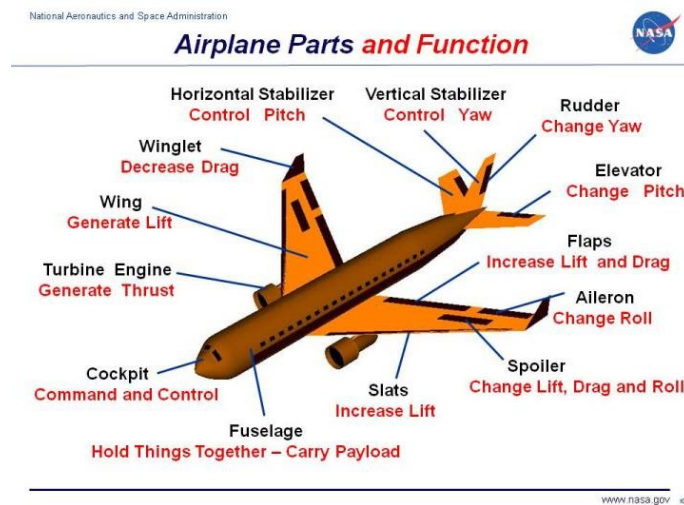 National Aeronautics and Space Administration
NASA
Airplane Parts and Function
Horizontal Stabilizer
Control Pitch
Vertical Stabilizer
Control Yaw
Rudder
Change Yaw
Winglet
Decrease Drag
Elevator
Change Pitch
Wing
Generate Lift
Flaps
Increase Lift and Drag
Turbine Engine
Generate Thrust
Aileron
Change Roll
Cockpit
Command and Control
Slats
Increase Lift
Spoiler
Change Lift, Drag and Roll
Fuselage
Hold Things Together – Carry Payload
www.nasa.gov